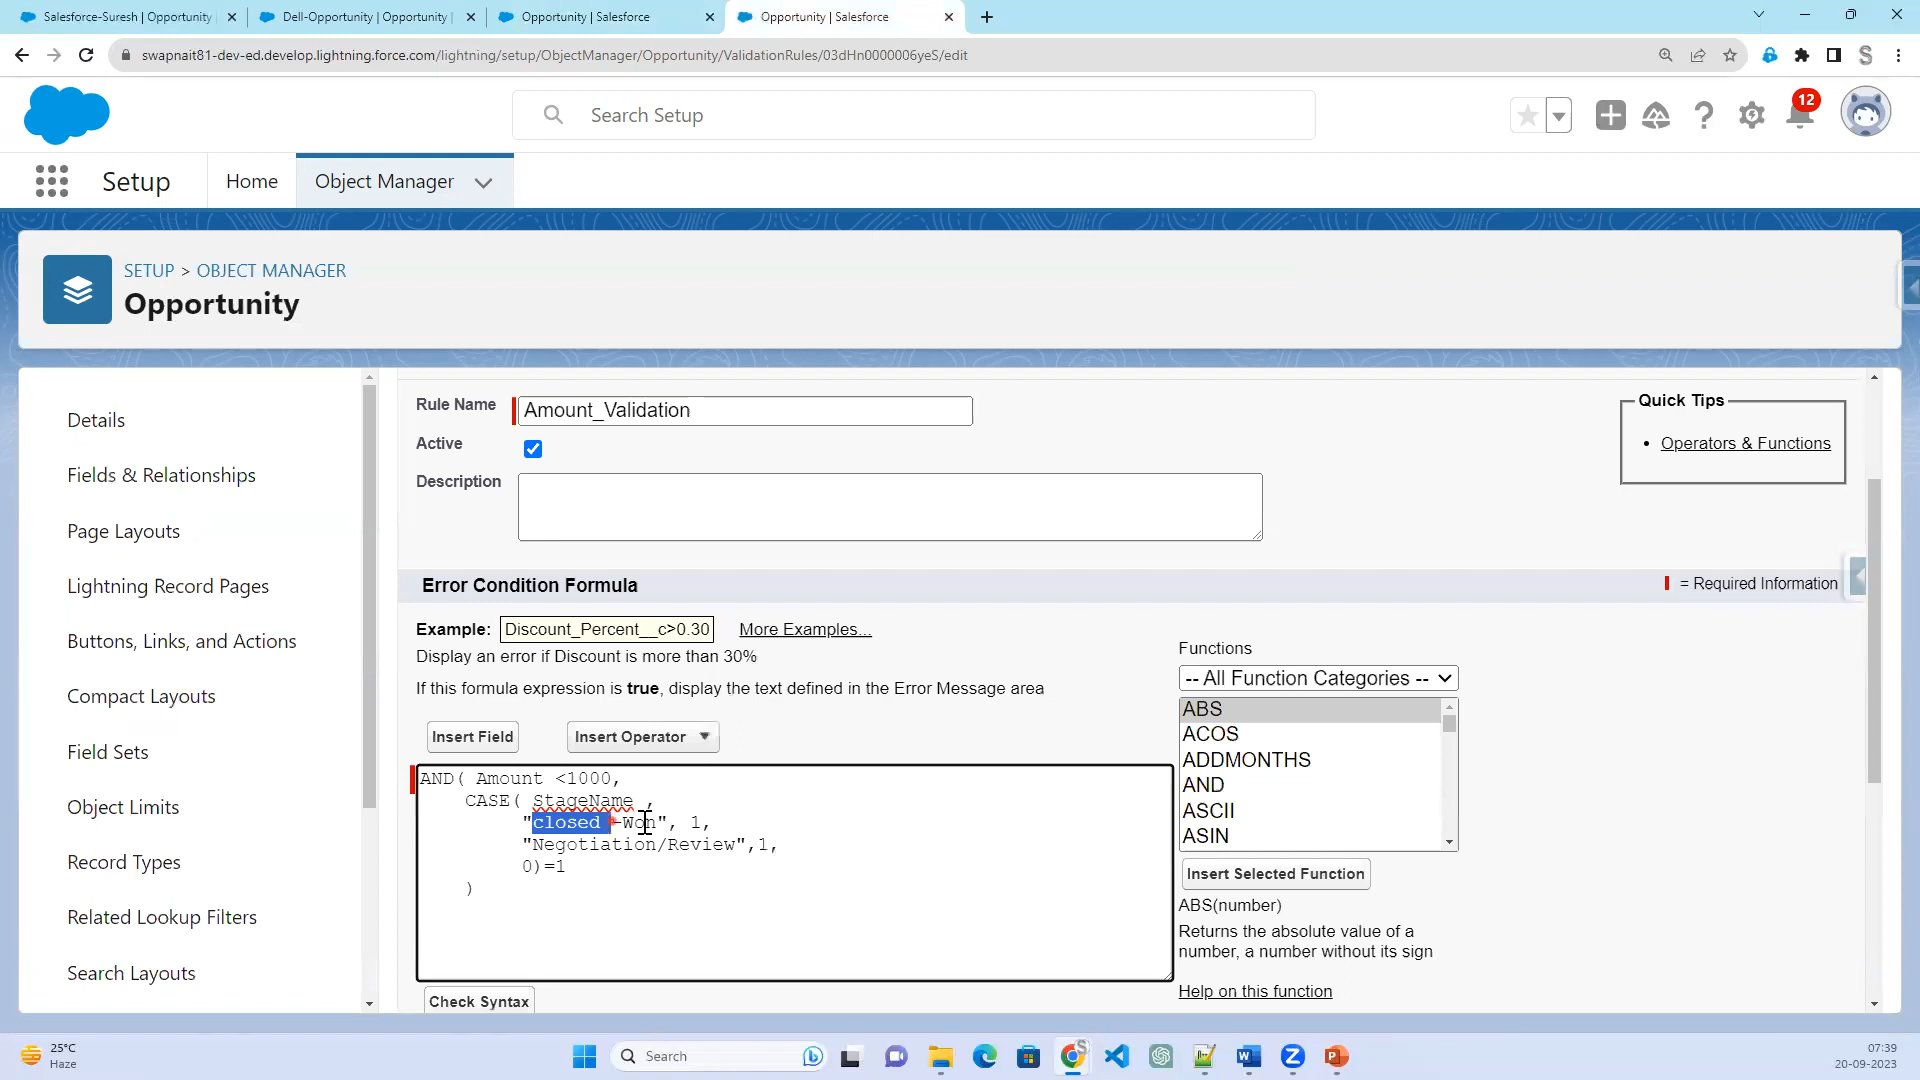 Salesforce-Suresh | Opportunity
Dell-Opportunity | Opportunity |
Opportunity | Salesforce
Opportunity | Salesforce
swapnait81-dev-ed.develop.lightning.force.com/lightning/setup/ObjectManager/Opportunity/ValidationRules/03dHn0000006yeS/edit
Search Setup
12
Setup
Home
Object Manager
SETUP > OBJECT MANAGER
Opportunity
Details
Fields & Relationships
Page Layouts
Lightning Record Pages
Buttons, Links, and Actions
Compact Layouts
Field Sets
Object Limits
Record Types
Related Lookup Filters
Search Layouts
Rule Name
Amount_Validation
Active
Description
Quick Tips
• Operators & Functions
Error Condition Formula
= Required Information
Example: Discount_Percent__c>0.30 More Examples...
Display an error if Discount is more than 30%
If this formula expression is true, display the text defined in the Error Message area
Insert Field
Insert Operator
AND( Amount <1000,
CASE( StageName ,
"closed -Won", 1,
"Negotiation/Review",1,
0)=1
)
Check Syntax
Functions
-- All Function Categories --
ABS
ACOS
ADDMONTHS
AND
ASCII
ASIN
Insert Selected Function
ABS(number)
Returns the absolute value of a
number, a number without its sign
Help on this function
25°C
Haze
Search
07:39
20-09-2023